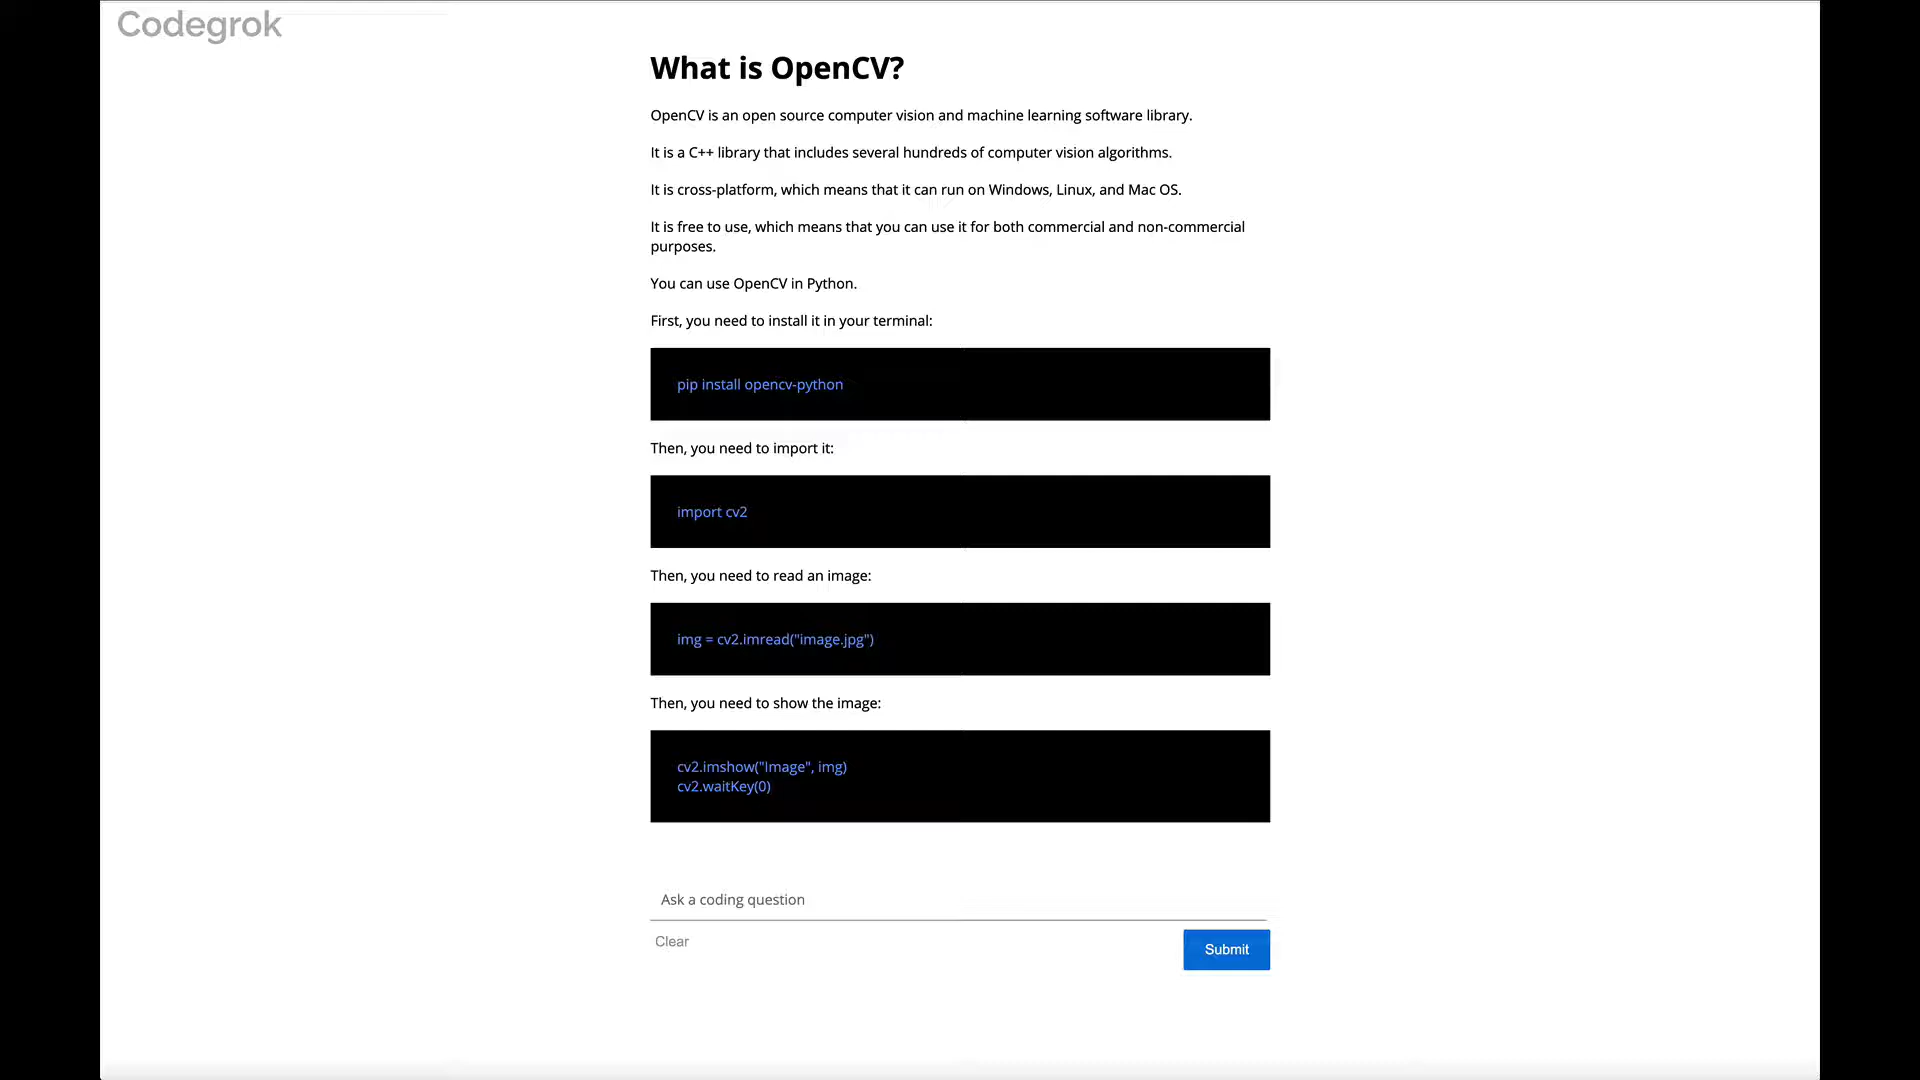 Codegrok
What is OpenCV?
OpenCV is an open source computer vision and machine learning software library.
It is a C++ library that includes several hundreds of computer vision algorithms.
It is cross-platform, which means that it can run on Windows, Linux, and Mac OS.
It is free to use, which means that you can use it for both commercial and non-commercial
purposes.
You can use OpenCV in Python.
First, you need to install it in your terminal:
pip install opencv-python
Then, you need to import it:
import cv2
Then, you need to read an image:
img = cv2.imread("image.jpg")
Then, you need to show the image:
cv2.imshow("Image", img)
cv2.waitKey(0)
Ask a coding question
Clear
Submit